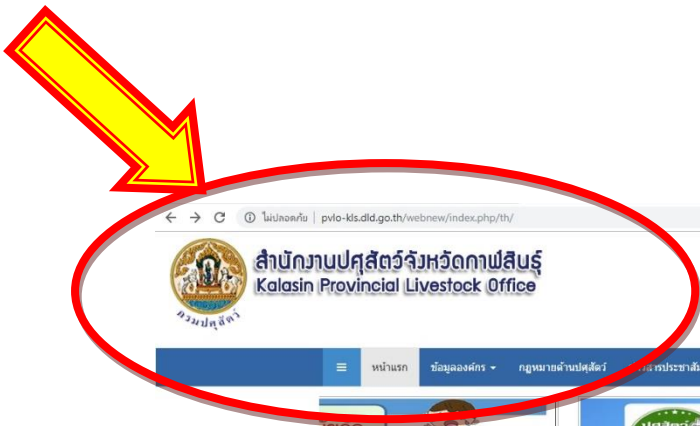 ไม่ปลอดภัย | pvlo-kls.dld.go.th/webnew/index.php/th/
สำนักงานปศุสัตว์จังหวัดกาฬสินธุ์
Kalasin Provincial Livestock Office
กรมปศุสัตว์
หน้าแรก ข้อมูลองค์กร กฎหมายด้านปศุสัตว์